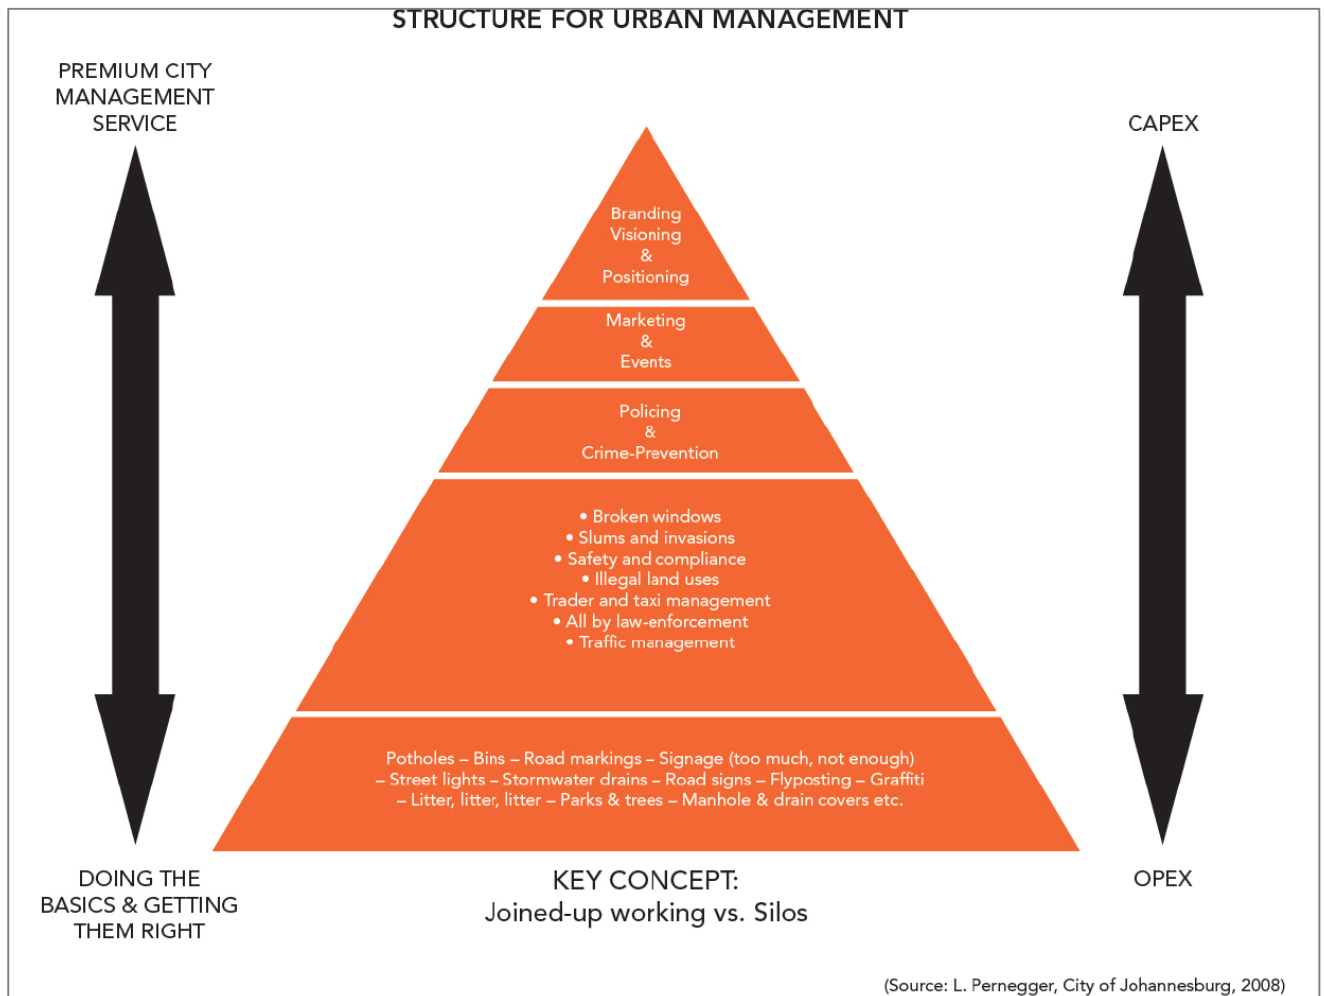 STRUCTURE FOR URBAN MANAGEMENT
PREMIUM CITY
MANAGEMENT
SERVICE
CAPEX
Branding
Visioning
&
Positioning
Marketing
&
Events
Policing
&
Crime-Prevention
• Broken windows
• Slums and invasions
• Safety and compliance
• Illegal land uses
• Trader and taxi management
• All by law-enforcement
• Traffic management
Potholes – Bins – Road markings – Signage (too much, not enough)
– Street lights – Stormwater drains – Road signs – Flyposting – Graffiti
– Litter, litter, litter – Parks & trees – Manhole & drain covers etc.
DOING THE
BASICS & GETTING
THEM RIGHT
KEY CONCEPT:
Joined-up working vs. Silos
OPEX
(Source: L. Pernegger, City of Johannesburg, 2008)